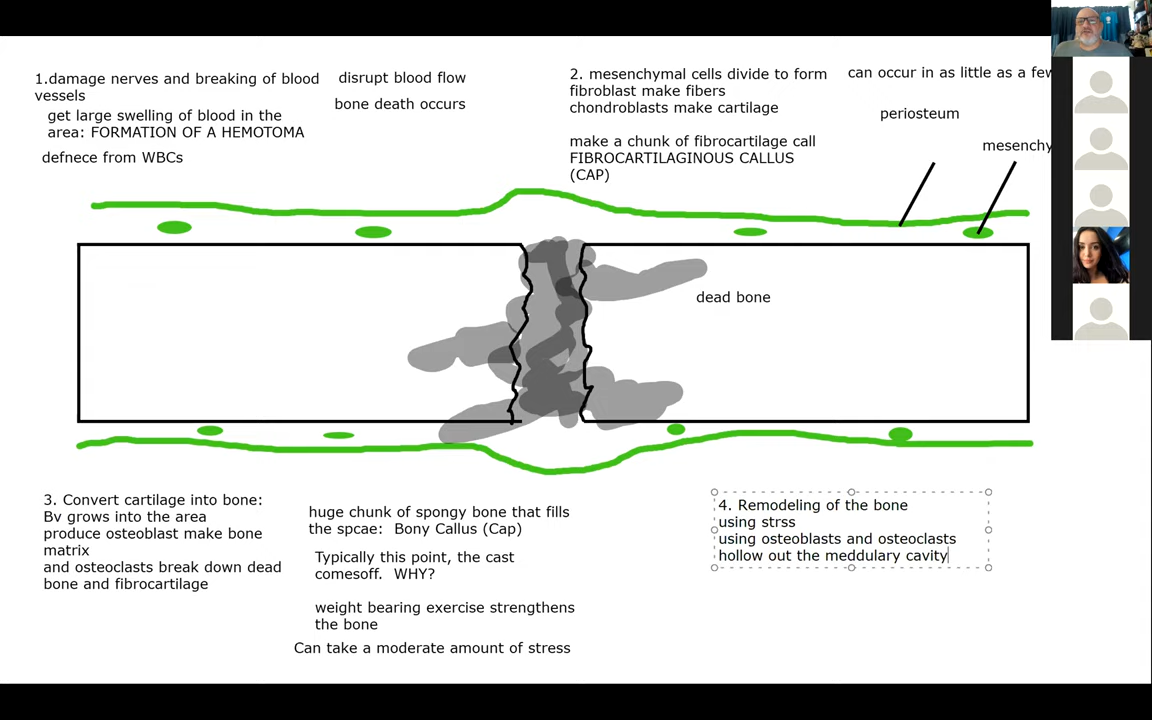 1.damage nerves and breaking of blood
vessels
get large swelling of blood in the
area: FORMATION OF A HEMOTOMA
defnece from WBCs
disrupt blood flow
bone death occurs
2. mesenchymal cells divide to form
fibroblast make fibers
chondroblasts make cartilage
make a chunk of fibrocartilage call
FIBROCARTILAGINOUS CALLUS
(CAP)
can occur in as little as a few
periosteum
mesenchy
dead bone
3. Convert cartilage into bone:
Bv grows into the area
produce osteoblast make bone
matrix
and osteoclasts break down dead
bone and fibrocartilage
huge chunk of spongy bone that fills
the spcae:  Bony Callus (Cap)
Typically this point, the cast
comesoff.  WHY?
weight bearing exercise strengthens
the bone
Can take a moderate amount of stress
4. Remodeling of the bone
using strss
using osteoblasts and osteoclasts
hollow out the meddulary cavity